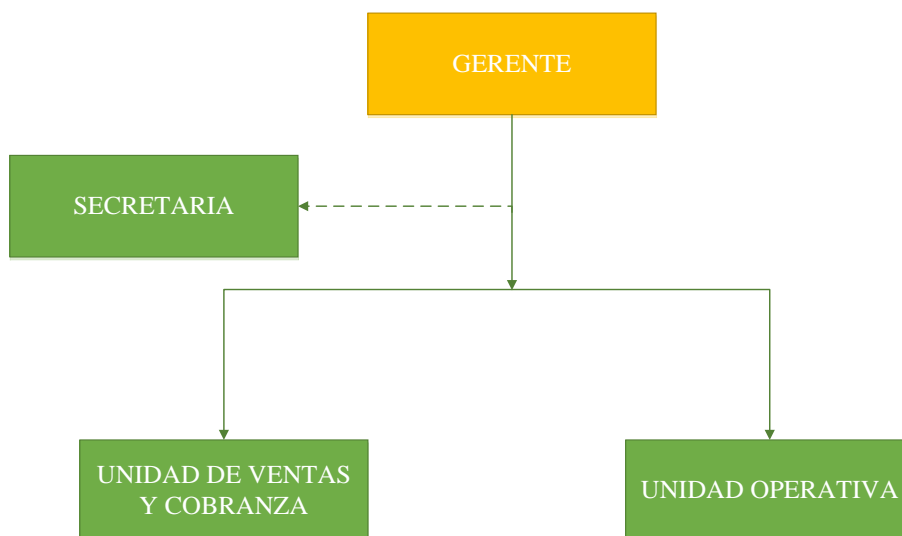 GERENTE
SECRETARIA
UNIDAD DE VENTAS
Y COBRANZA
UNIDAD OPERATIVA